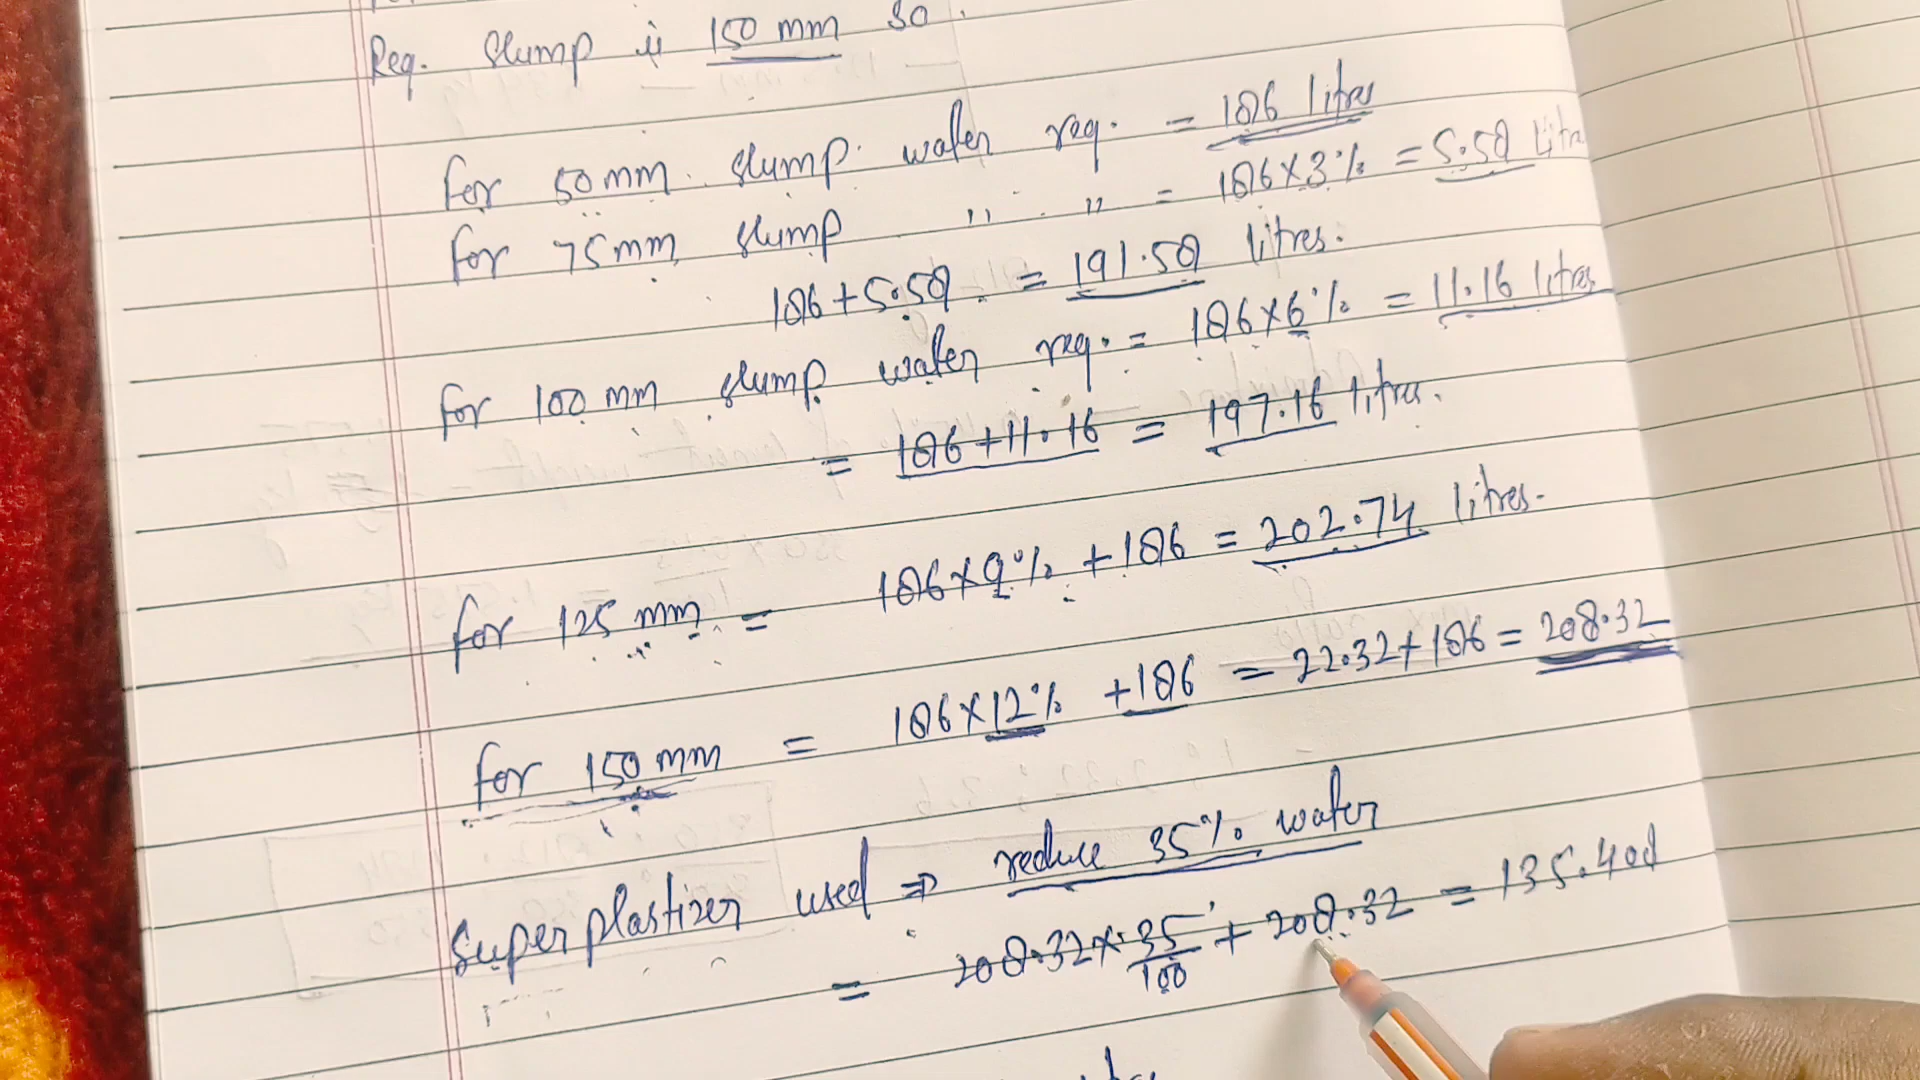 Req. Slump is 150 mm So.
for 50mm slump. water req. = 186 litres
for 75mm slump " " = 186×3% = 5.58 litre
186+5.58 = 191.58 litres.
for 100 mm slump water req. = 186×6% = 11.16 litres
= 186+11.16 = 197.16 litres.
for 125 mm = 186×9% +186 = 202.74 litres.
for 150 mm = 186×12% +186 = 22.32+186 = 208.32
Superplastizer used ⇒ reduce 35% water
= 208.32×35/100 + 208.32 = 135.408